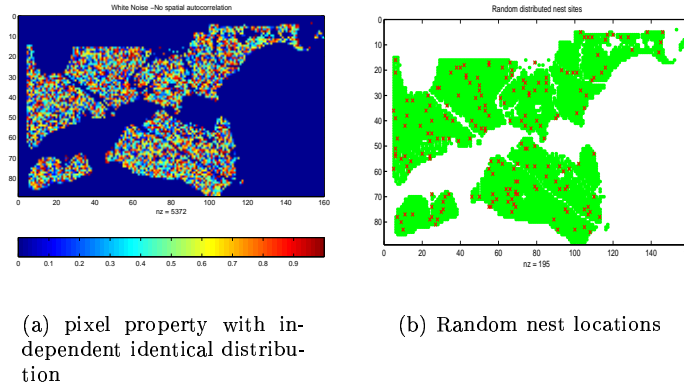 White Noise -No spatial autocorrelation
0
10
20
30
40
50
60
70
80
0 20 40 60 80 100 120 140 160
nz = 5372
0 0.1 0.2 0.3 0.4 0.5 0.6 0.7 0.8 0.9
(a) pixel property with in-
dependent identical distribu-
tion
Random distributed nest sites
0
10
20
30
40
50
60
70
80
0 20 40 60 80 100 120 140
nz = 195
(b) Random nest locations